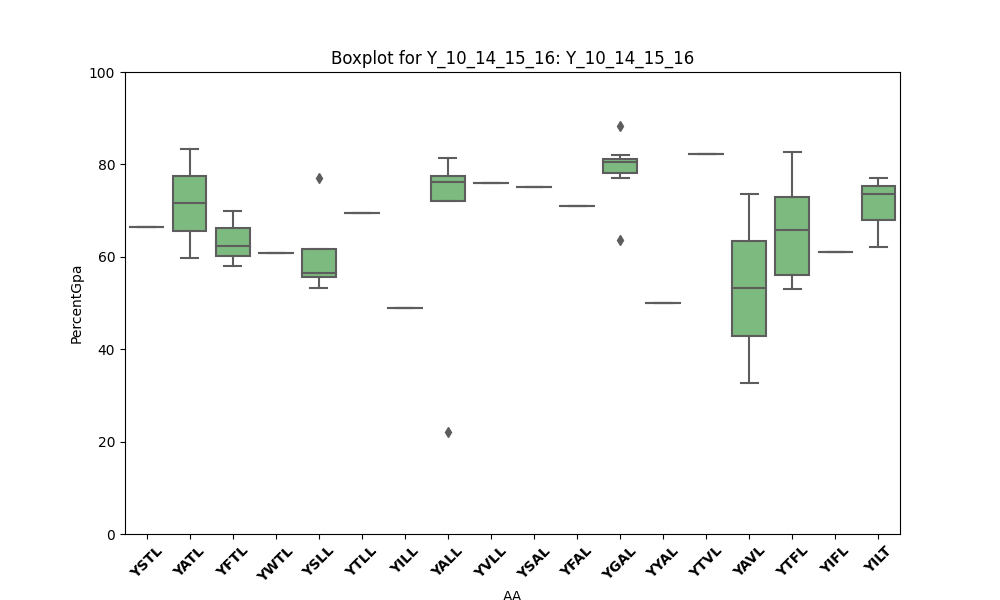 Boxplot for Y_10_14_15_16: Y_10_14_15_16
100
80
60
40
20
0
PercentGpa
YSTL YATL YFTL YWTL YSLL YTLL YILL YALL YVLL YSAL YFAL YGAL YYAL YTVL YAVL YTFL YIFL YILT
AA